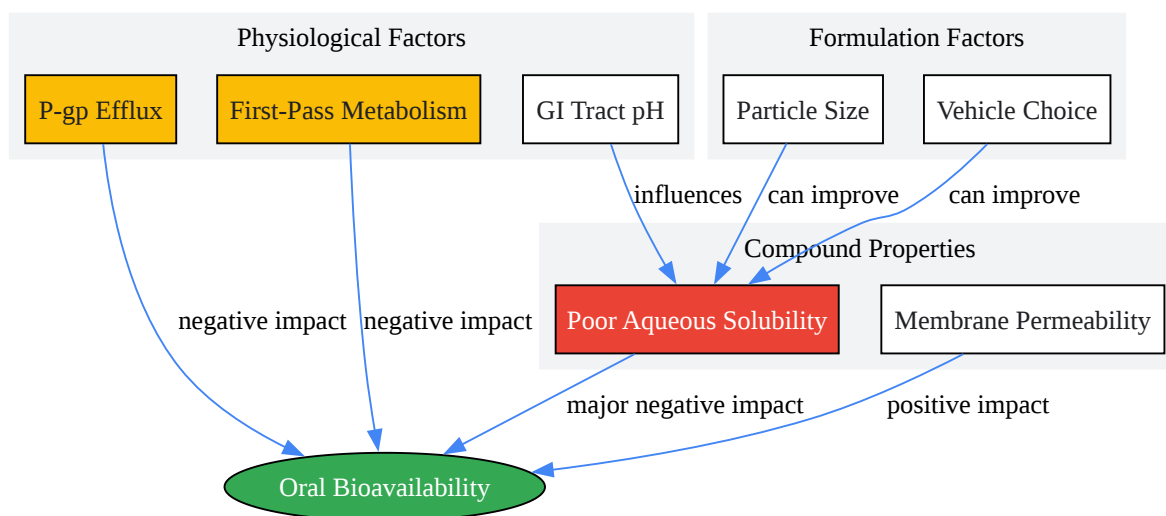 Physiological Factors
Formulation Factors
P-gp Efflux
First-Pass Metabolism
GI Tract pH
Particle Size
Vehicle Choice
influences
can improve
can improve
Compound Properties
Poor Aqueous Solubility
Membrane Permeability
negative impact
negative impact
major negative impact
positive impact
Oral Bioavailability